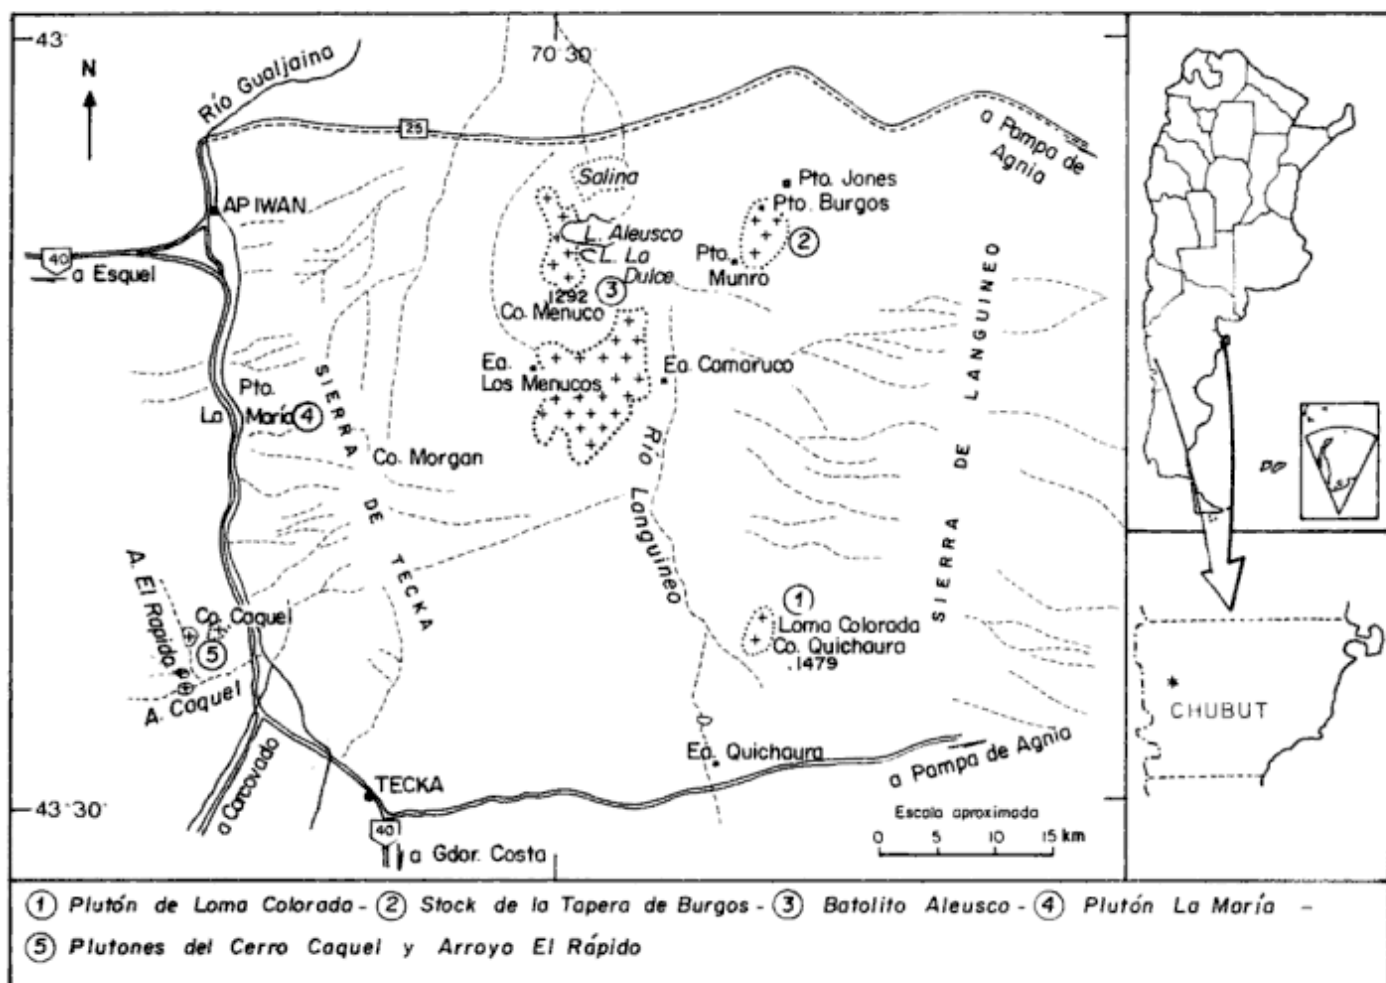 43°
70°30'
N
Río Gualjaina
25
a Pampa de
Agnia
Salina
Pto. Jones
Pto. Burgos
AP IWAN
L. Aleusco
2
40
a Esquel
L. La
Dulce
Pto.
Munro
1292
3
Co. Menuco
Ea.
Los Menucos
Ea. Camaruco
Pto.
La María
4
SIERRA DE TECKA
Co. Morgan
Río Languineo
SIERRA DE LANGUINEO
A. El Rapido
Co. Caquel
5
A. Caquel
1
Loma Colorada
Co. Quichaura
.1479
CHUBUT
Ea. Quichaura
a Pampa de Agnia
a Corcovado
TECKA
43°30'
40
a Gdor. Costa
Escala aproximada
0 5 10 15 km
1 Plutón de Loma Colorada - 2 Stock de la Tapera de Burgos - 3 Batolito Aleusco - 4 Plutón La María -
5 Plutones del Cerro Caquel y Arroyo El Rápido